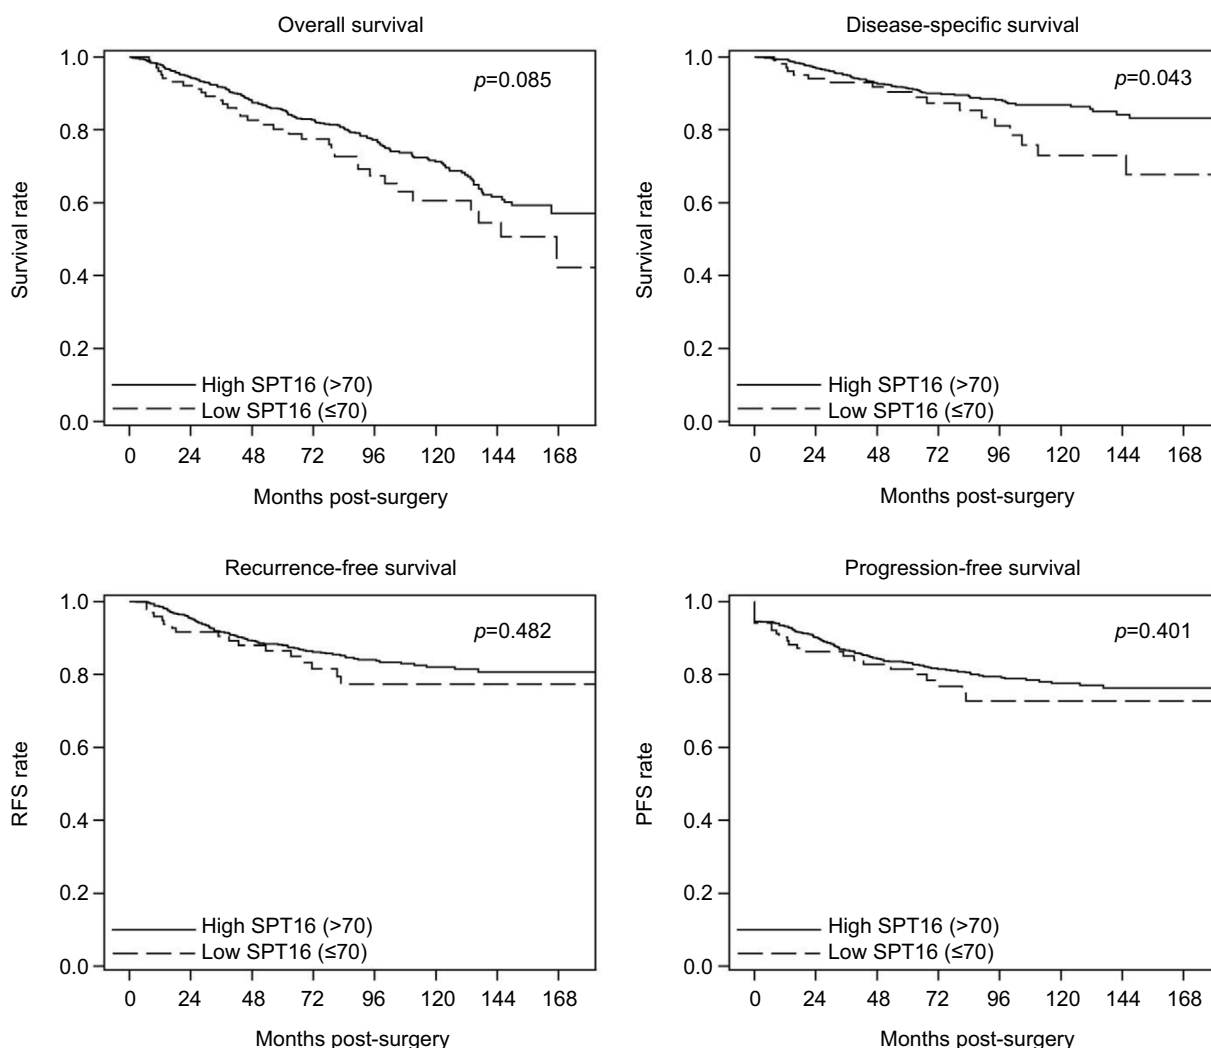 Overall survival
1.0
0.8
0.6
0.4
0.2
0.0
Survival rate
p=0.085
High SPT16 (>70)
Low SPT16 (≤70)
0 24 48 72 96 120 144 168
Months post-surgery
Disease-specific survival
1.0
0.8
0.6
0.4
0.2
0.0
Survival rate
p=0.043
High SPT16 (>70)
Low SPT16 (≤70)
0 24 48 72 96 120 144 168
Months post-surgery
Recurrence-free survival
1.0
0.8
0.6
0.4
0.2
0.0
RFS rate
p=0.482
High SPT16 (>70)
Low SPT16 (≤70)
0 24 48 72 96 120 144 168
Months post-surgery
Progression-free survival
1.0
0.8
0.6
0.4
0.2
0.0
PFS rate
p=0.401
High SPT16 (>70)
Low SPT16 (≤70)
0 24 48 72 96 120 144 168
Months post-surgery